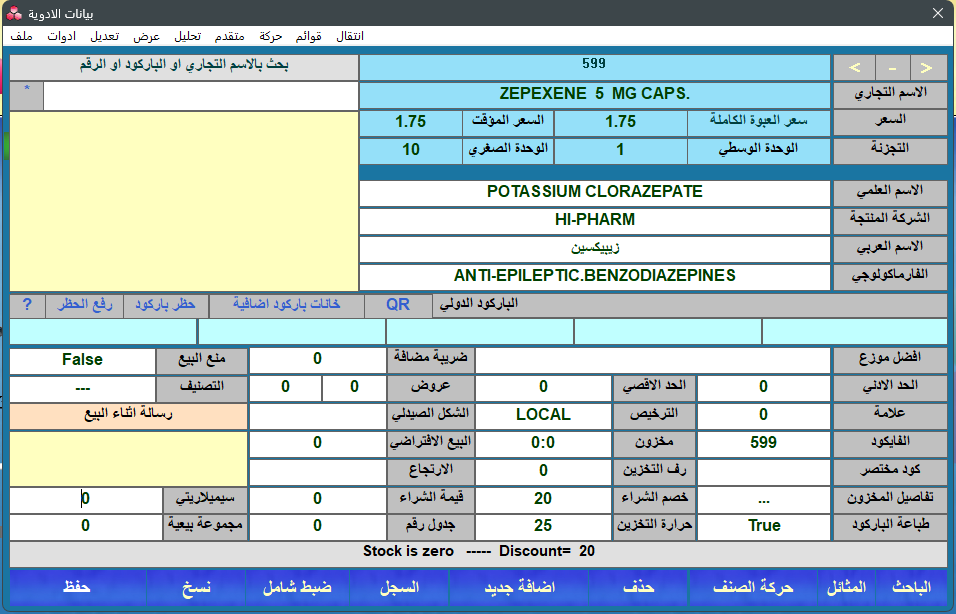 بيانات الادوية
ملف ادوات تعديل عرض تحليل متقدم حركة قوائم انتقال
بحث بالاسم التجاري او الباركود او الرقم
599
< - >
*
ZEPEXENE 5 MG CAPS.
الاسم التجاري
1.75
السعر المؤقت
1.75
سعر العبوة الكاملة
السعر
10
الوحدة الصغري
1
الوحدة الوسطي
التجزئة
POTASSIUM CLORAZEPATE
الاسم العلمي
HI-PHARM
الشركة المنتجة
زيبيكسين
الاسم العربي
ANTI-EPILEPTIC.BENZODIAZEPINES
الفارماكولوجي
?
رفع الحظر
حظر باركود
خانات باركود اضافية
QR
الباركود الدولي
False
منع البيع
0
ضريبة مضافة
افضل موزع
---
التصنيف
0
0
عروض
0
الحد الاقصي
0
الحد الادني
رسالة اثناء البيع
الشكل الصيدلي
LOCAL
الترخيص
0
علامة
0
البيع الافتراضي
0:0
مخزون
599
الفايكود
الارتجاع
0
رف التخزين
كود مختصر
0
سيميلاريتي
0
قيمة الشراء
20
خصم الشراء
...
تفاصيل المخزون
0
مجموعة بيعية
0
جدول رقم
25
حرارة التخزين
True
طباعة الباركود
Stock is zero ----- Discount= 20
حفظ
نسخ
ضبط شامل
السجل
اضافة جديد
حذف
حركة الصنف
المثائل
الباحث